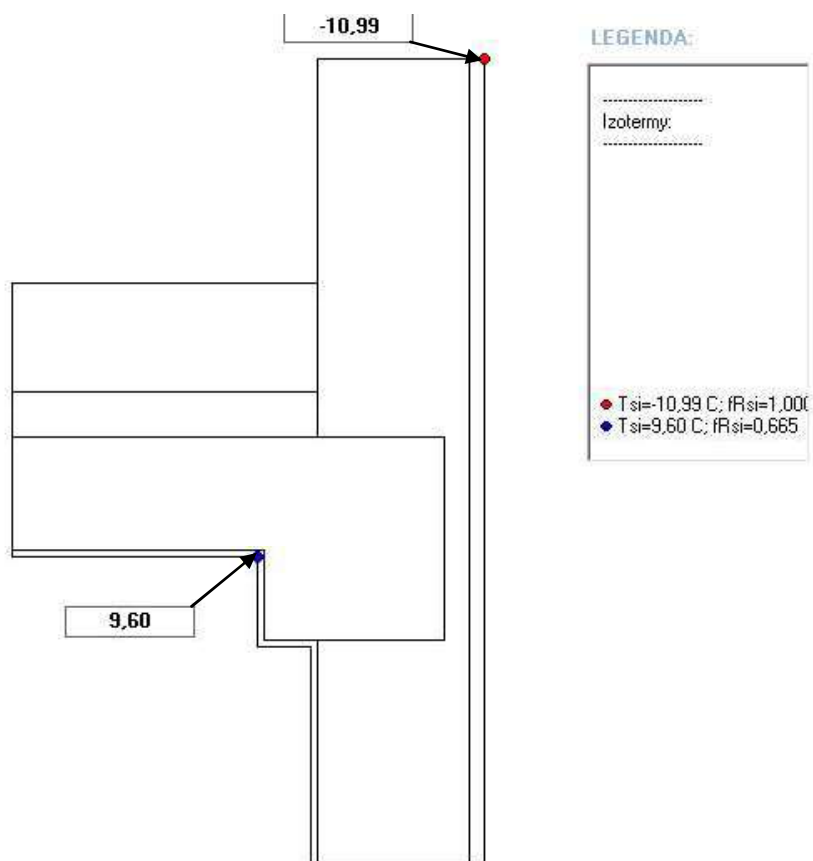 -10,99
LEGENDA:
--------------------
Izotermy:
--------------------
Tsi=-10,99 C; fRsi=1,000
Tsi=9,60 C; fRsi=0,665
9,60